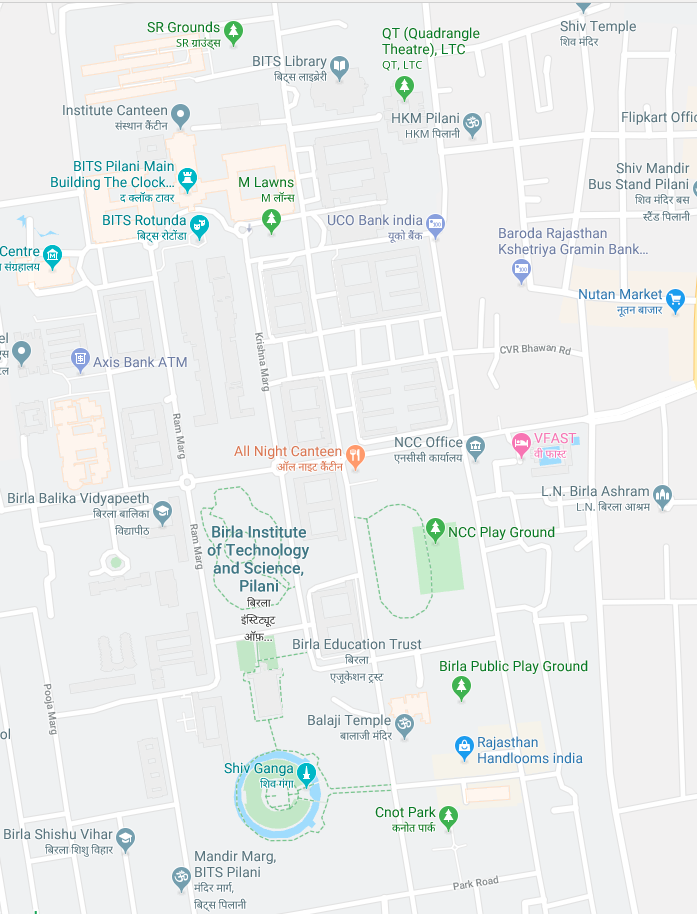 SR Grounds
SR ग्राउंड्स
QT (Quadrangle
Theatre), LTC
QT, LTC
Shiv Temple
शिव मंदिर
BITS Library
बिट्स लाइब्रेरी
Institute Canteen
संस्थान कैंटीन
HKM Pilani
HKM पिलानी
Flipkart Offic
BITS Pilani Main
Building The Clock...
द क्लॉक टावर
M Lawns
M लॉन्स
Shiv Mandir
Bus Stand Pilani
शिव मंदिर बस
स्टैंड पिलानी
BITS Rotunda
बिट्स रोटोंडा
UCO Bank india
यूको बैंक
Baroda Rajasthan
Kshetriya Gramin Bank...
Centre
संग्रहालय
Nutan Market
नूतन बाजार
Krishna Marg
CVR Bhawan Rd
Axis Bank ATM
Ram Marg
All Night Canteen
ऑल नाइट कैंटीन
NCC Office
एनसीसी कार्यालय
VFAST
वी फास्ट
Birla Balika Vidyapeeth
बिरला बालिका
विद्यापीठ
L.N. Birla Ashram
L.N. बिरला आश्रम
Ram Marg
Birla Institute
of Technology
and Science,
Pilani
बिरला
इंस्टिट्यूट
ऑफ़...
NCC Play Ground
Birla Education Trust
बिरला
एजूकेशन ट्रस्ट
Birla Public Play Ground
Pooja Marg
Balaji Temple
बालाजी मंदिर
Rajasthan
Handlooms india
Shiv Ganga
शिव गंगा
Cnot Park
कनोत पार्क
Birla Shishu Vihar
बिरला शिशु विहार
Mandir Marg,
BITS Pilani
मंदिर मार्ग,
बिट्स पिलानी
Park Road